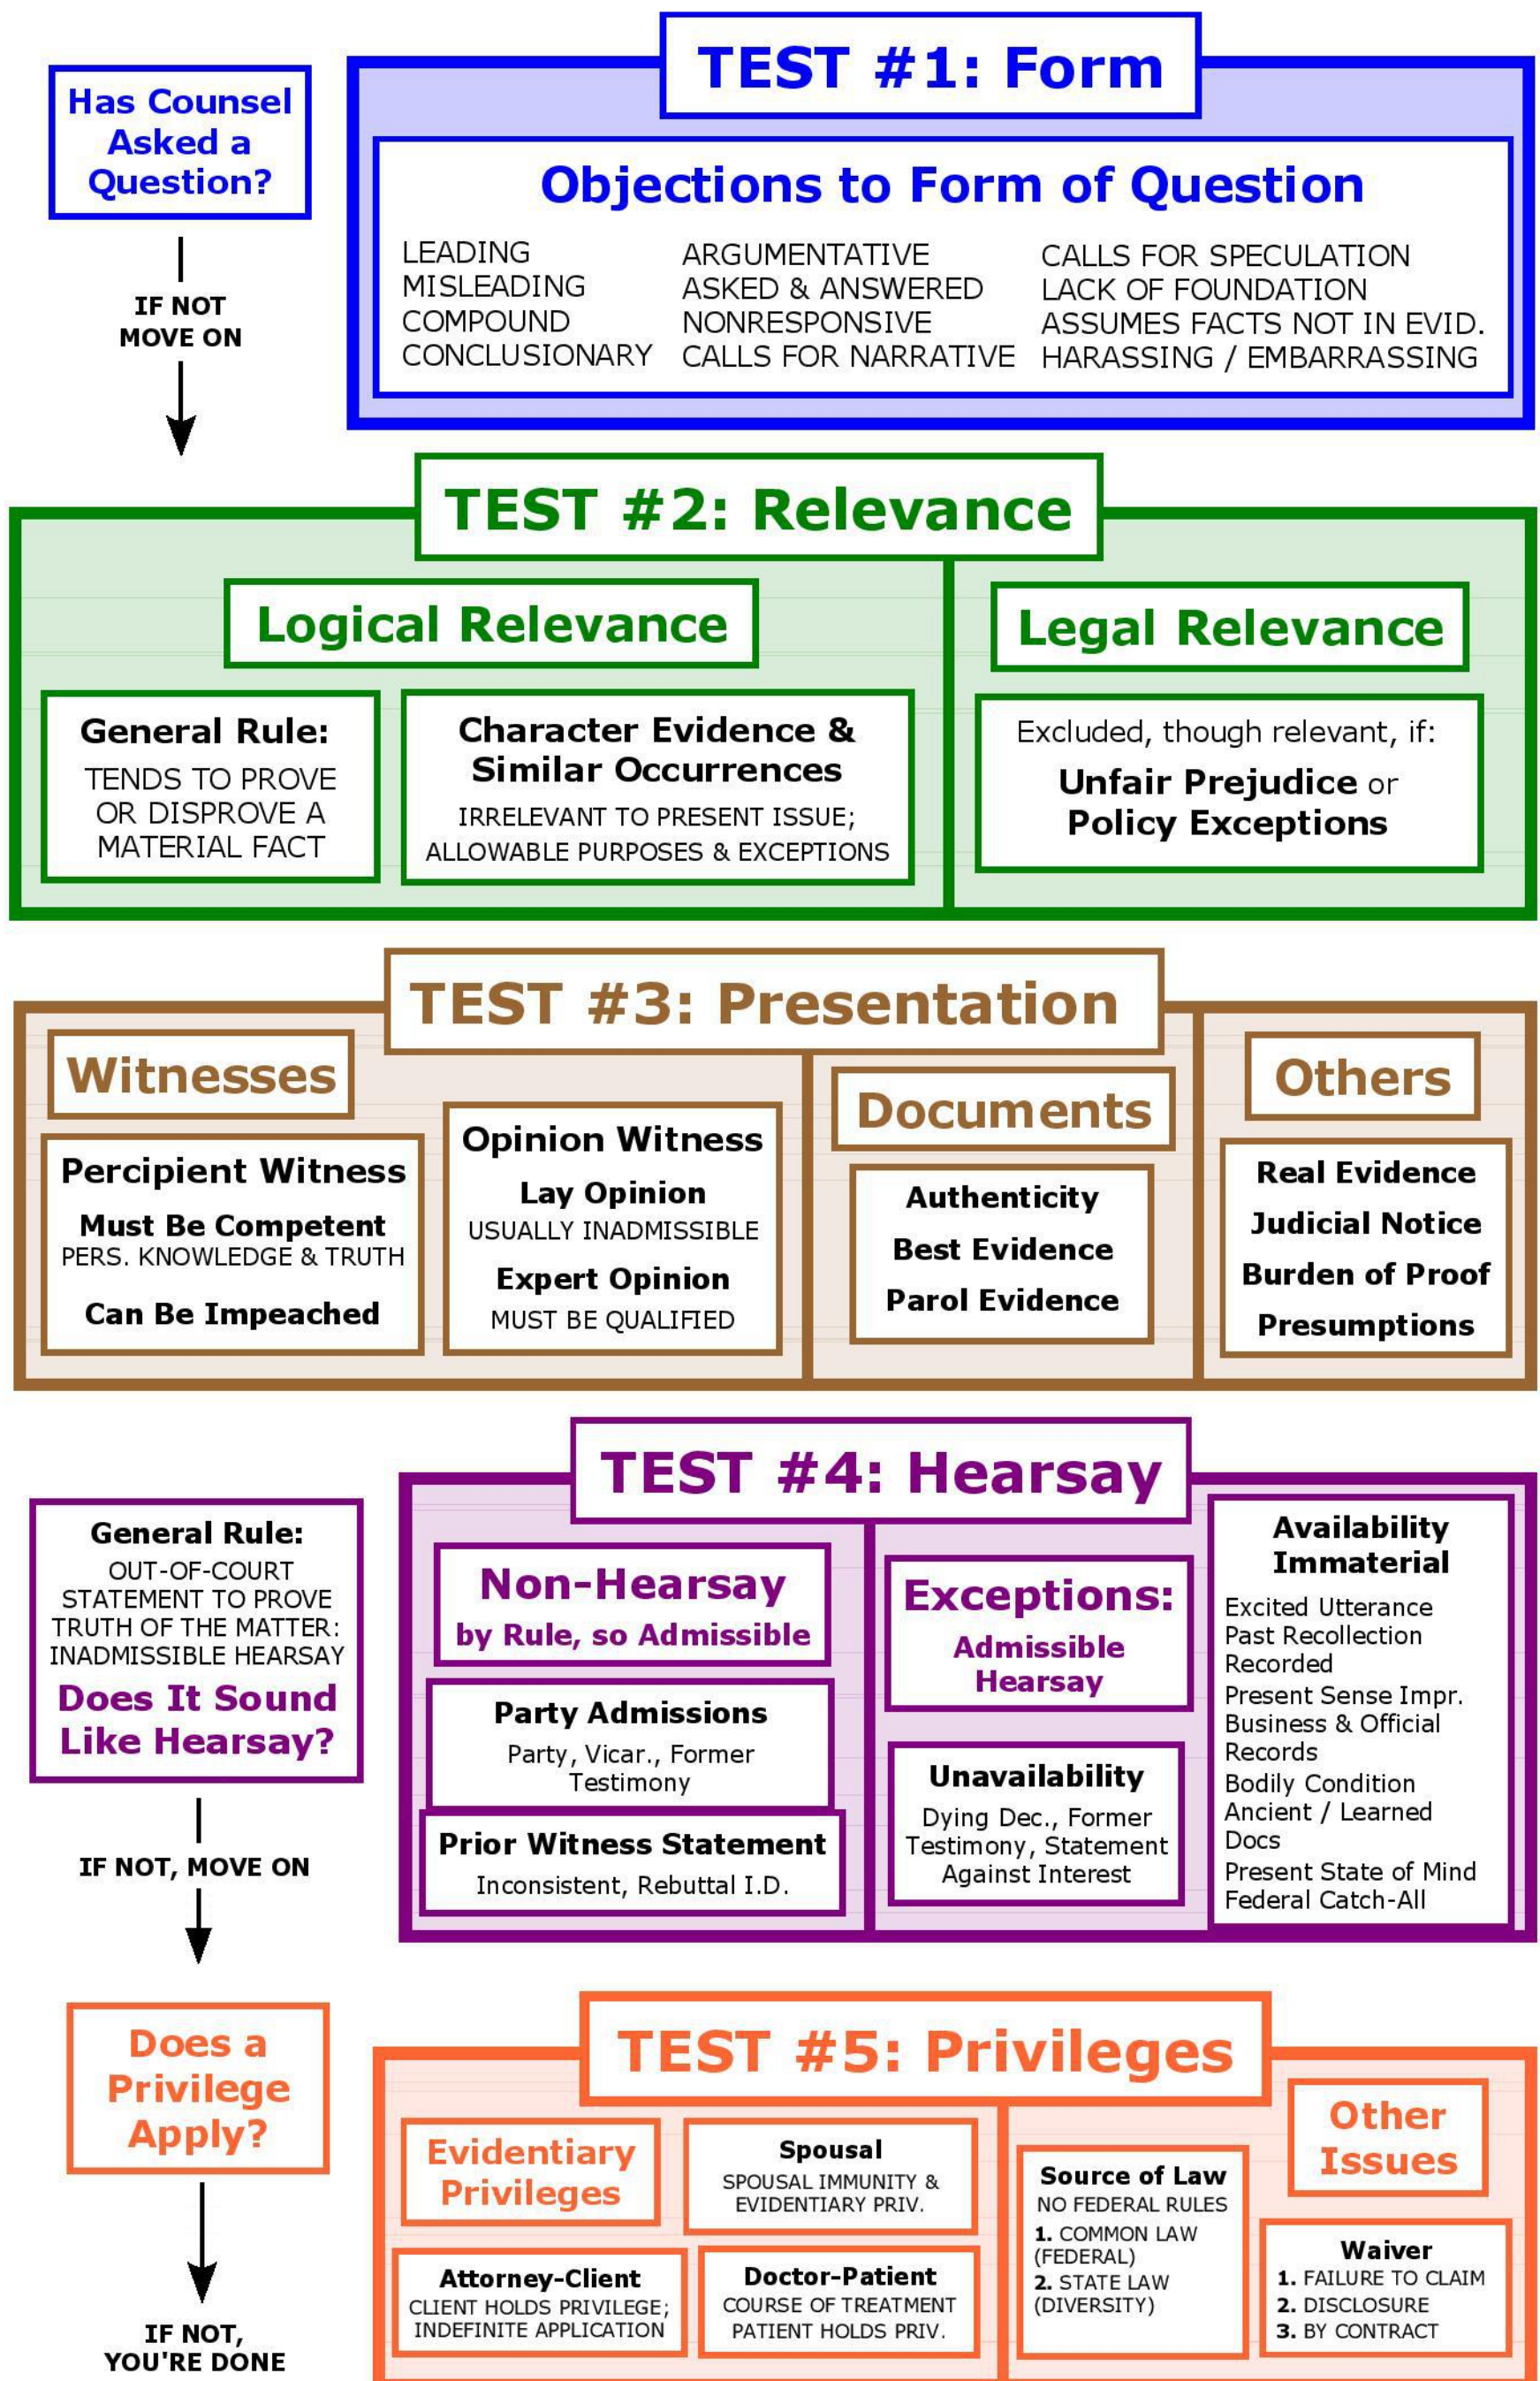 Has Counsel
Asked a
Question?
IF NOT
MOVE ON
TEST #1: Form
Objections to Form of Question
LEADING
MISLEADING
COMPOUND
CONCLUSIONARY
ARGUMENTATIVE
ASKED & ANSWERED
NONRESPONSIVE
CALLS FOR NARRATIVE
CALLS FOR SPECULATION
LACK OF FOUNDATION
ASSUMES FACTS NOT IN EVID.
HARASSING / EMBARRASSING
TEST #2: Relevance
Logical Relevance
General Rule:
TENDS TO PROVE
OR DISPROVE A
MATERIAL FACT
Character Evidence &
Similar Occurrences
IRRELEVANT TO PRESENT ISSUE;
ALLOWABLE PURPOSES & EXCEPTIONS
Legal Relevance
Excluded, though relevant, if:
Unfair Prejudice or
Policy Exceptions
TEST #3: Presentation
Witnesses
Percipient Witness
Must Be Competent
PERS. KNOWLEDGE & TRUTH
Can Be Impeached
Opinion Witness
Lay Opinion
USUALLY INADMISSIBLE
Expert Opinion
MUST BE QUALIFIED
Documents
Authenticity
Best Evidence
Parol Evidence
Others
Real Evidence
Judicial Notice
Burden of Proof
Presumptions
TEST #4: Hearsay
General Rule:
OUT-OF-COURT
STATEMENT TO PROVE
TRUTH OF THE MATTER:
INADMISSIBLE HEARSAY
Does It Sound
Like Hearsay?
IF NOT, MOVE ON
Non-Hearsay
by Rule, so Admissible
Party Admissions
Party, Vicar., Former
Testimony
Prior Witness Statement
Inconsistent, Rebuttal I.D.
Exceptions:
Admissible
Hearsay
Unavailability
Dying Dec., Former
Testimony, Statement
Against Interest
Availability
Immaterial
Excited Utterance
Past Recollection
Recorded
Present Sense Impr.
Business & Official
Records
Bodily Condition
Ancient / Learned
Docs
Present State of Mind
Federal Catch-All
Does a
Privilege
Apply?
IF NOT,
YOU'RE DONE
TEST #5: Privileges
Evidentiary
Privileges
Spousal
SPOUSAL IMMUNITY &
EVIDENTIARY PRIV.
Attorney-Client
CLIENT HOLDS PRIVILEGE;
INDEFINITE APPLICATION
Doctor-Patient
COURSE OF TREATMENT
PATIENT HOLDS PRIV.
Other
Issues
Source of Law
NO FEDERAL RULES
1. COMMON LAW
(FEDERAL)
2. STATE LAW
(DIVERSITY)
Waiver
1. FAILURE TO CLAIM
2. DISCLOSURE
3. BY CONTRACT